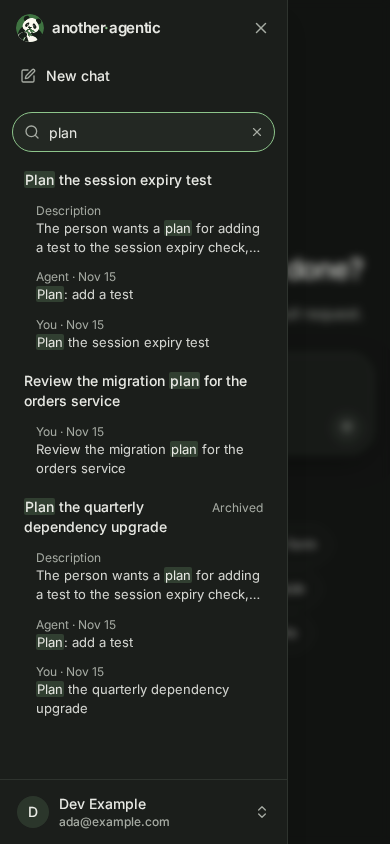 another·agentic
New chat
plan
Plan the session expiry test
Description
The person wants a plan for adding
a test to the session expiry check,...
Agent · Nov 15
Plan: add a test
You · Nov 15
Plan the session expiry test
Review the migration plan for the
orders service
You · Nov 15
Review the migration plan for the
orders service
Plan the quarterly
dependency upgrade
Archived
Description
The person wants a plan for adding
a test to the session expiry check,...
Agent · Nov 15
Plan: add a test
You · Nov 15
Plan the quarterly dependency
upgrade
D
Dev Example
ada@example.com
done?